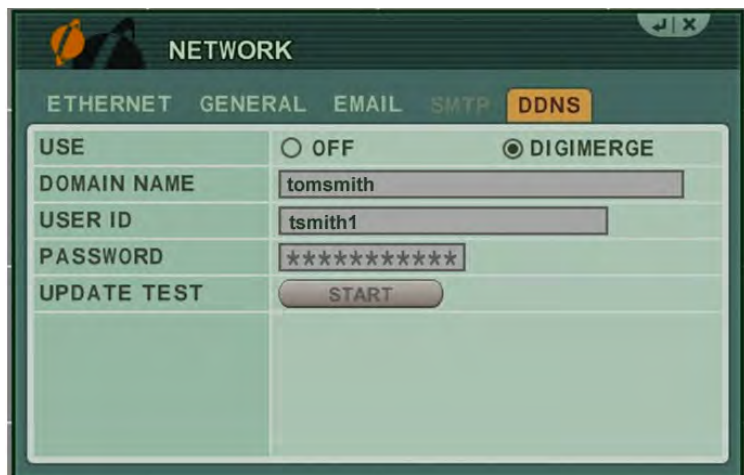 NETWORK
ETHERNET GENERAL EMAIL SMTP DDNS
USE OFF DIGIMERGE
DOMAIN NAME tomsmith
USER ID tsmith1
PASSWORD ***********
UPDATE TEST START